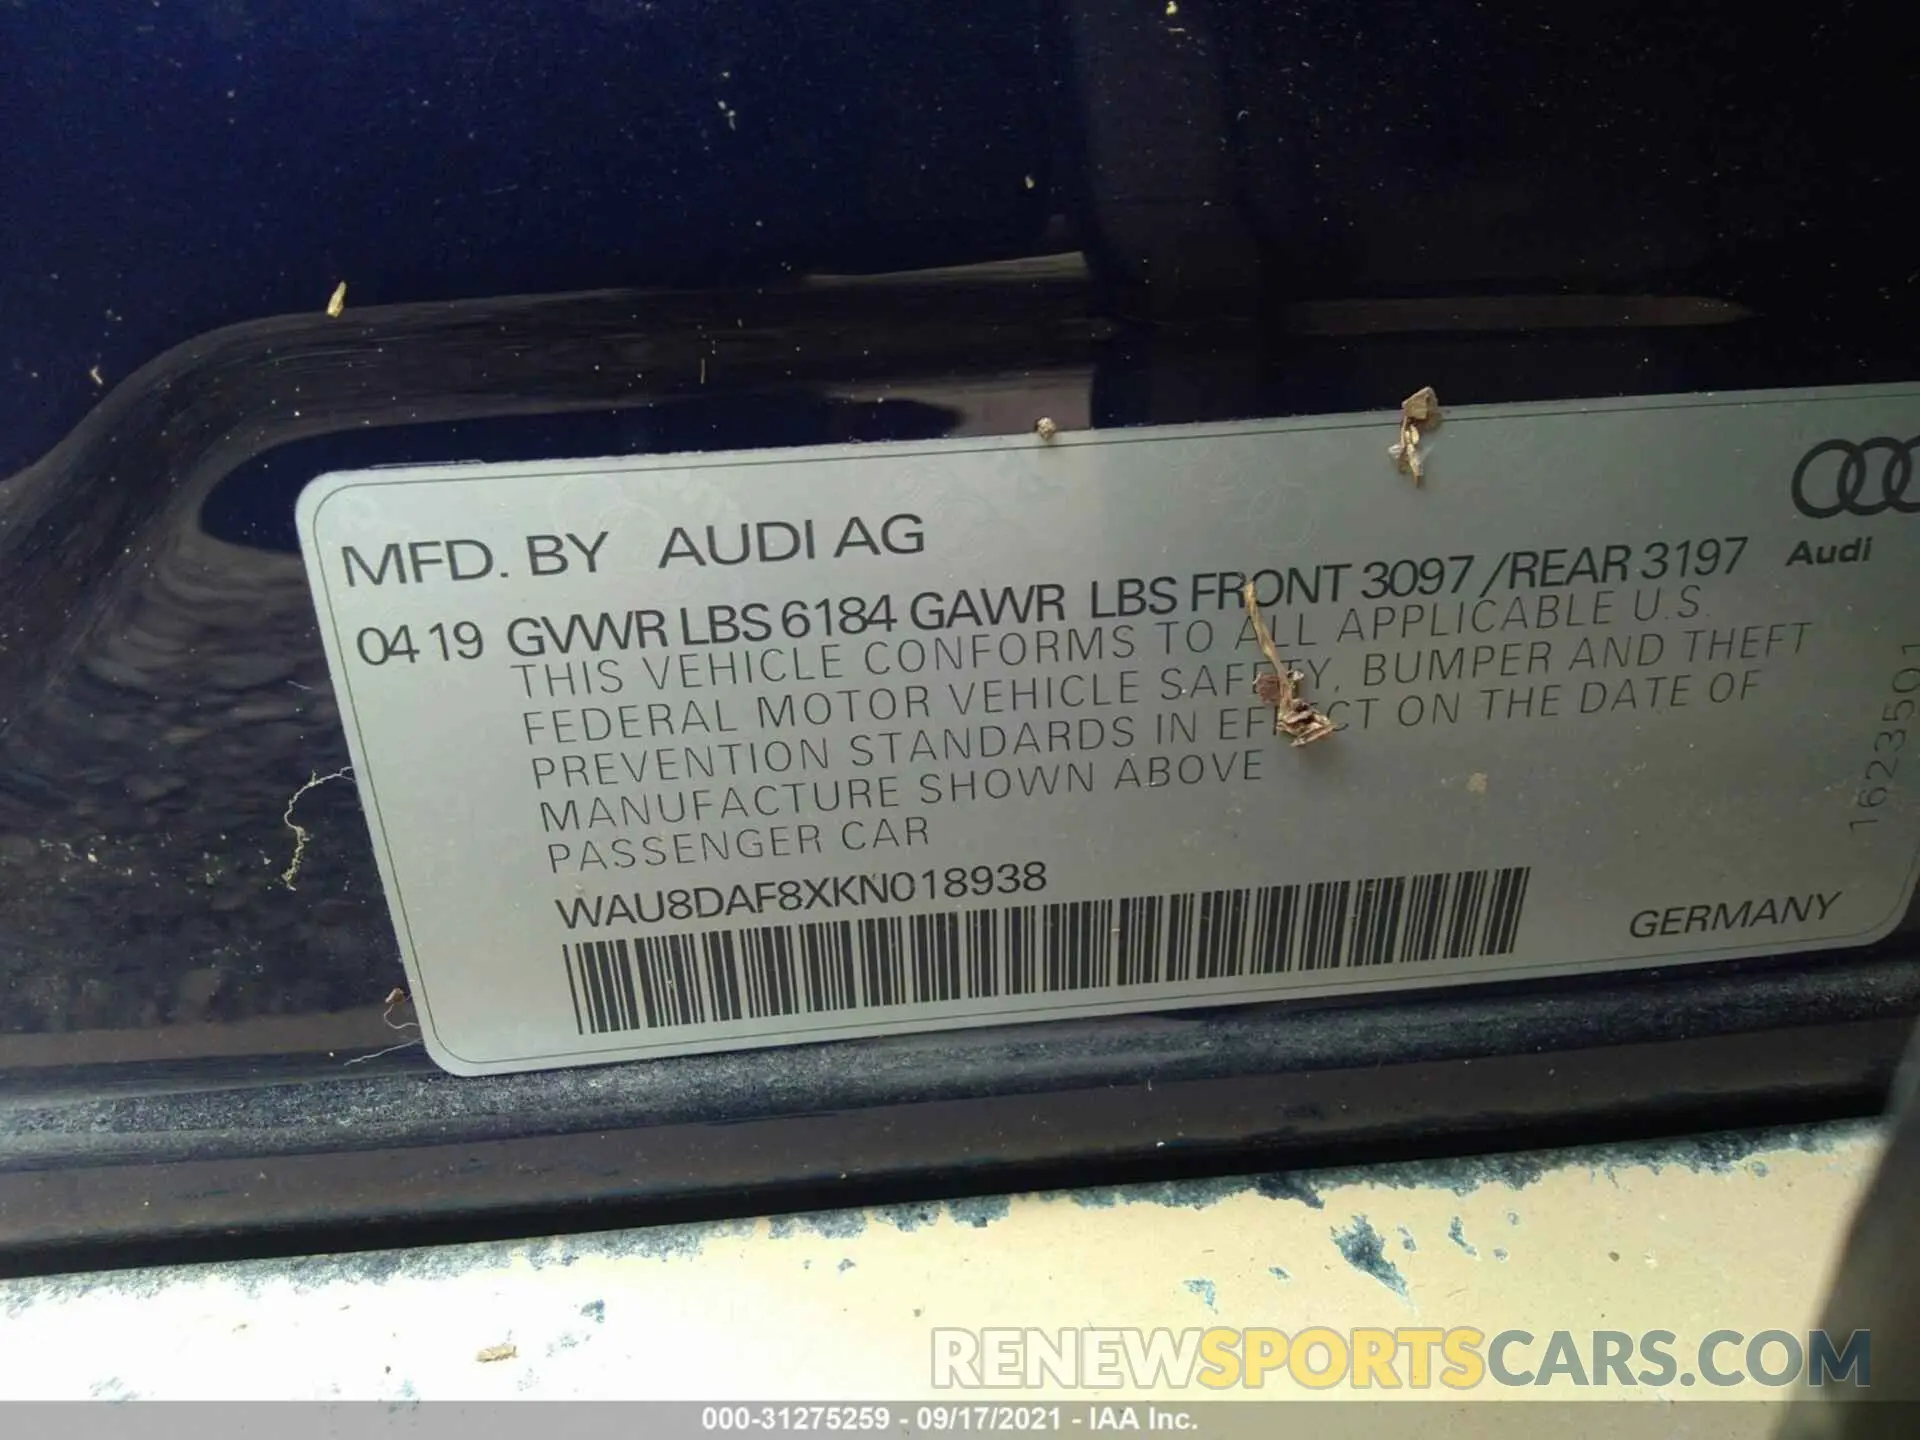 MFD. BY AUDI AG
04 19 GVWR LBS 6184 GAWR LBS FRONT 3097 /REAR 3197
Audi
THIS VEHICLE CONFORMS TO ALL APPLICABLE U.S.
FEDERAL MOTOR VEHICLE SAFETY, BUMPER AND THEFT
PREVENTION STANDARDS IN EFFECT ON THE DATE OF
MANUFACTURE SHOWN ABOVE
PASSENGER CAR
WAU8DAF8XKN018938
GERMANY
16235501
RENEWSPORTSCARS.COM
000-31275259 - 09/17/2021 - IAA Inc.